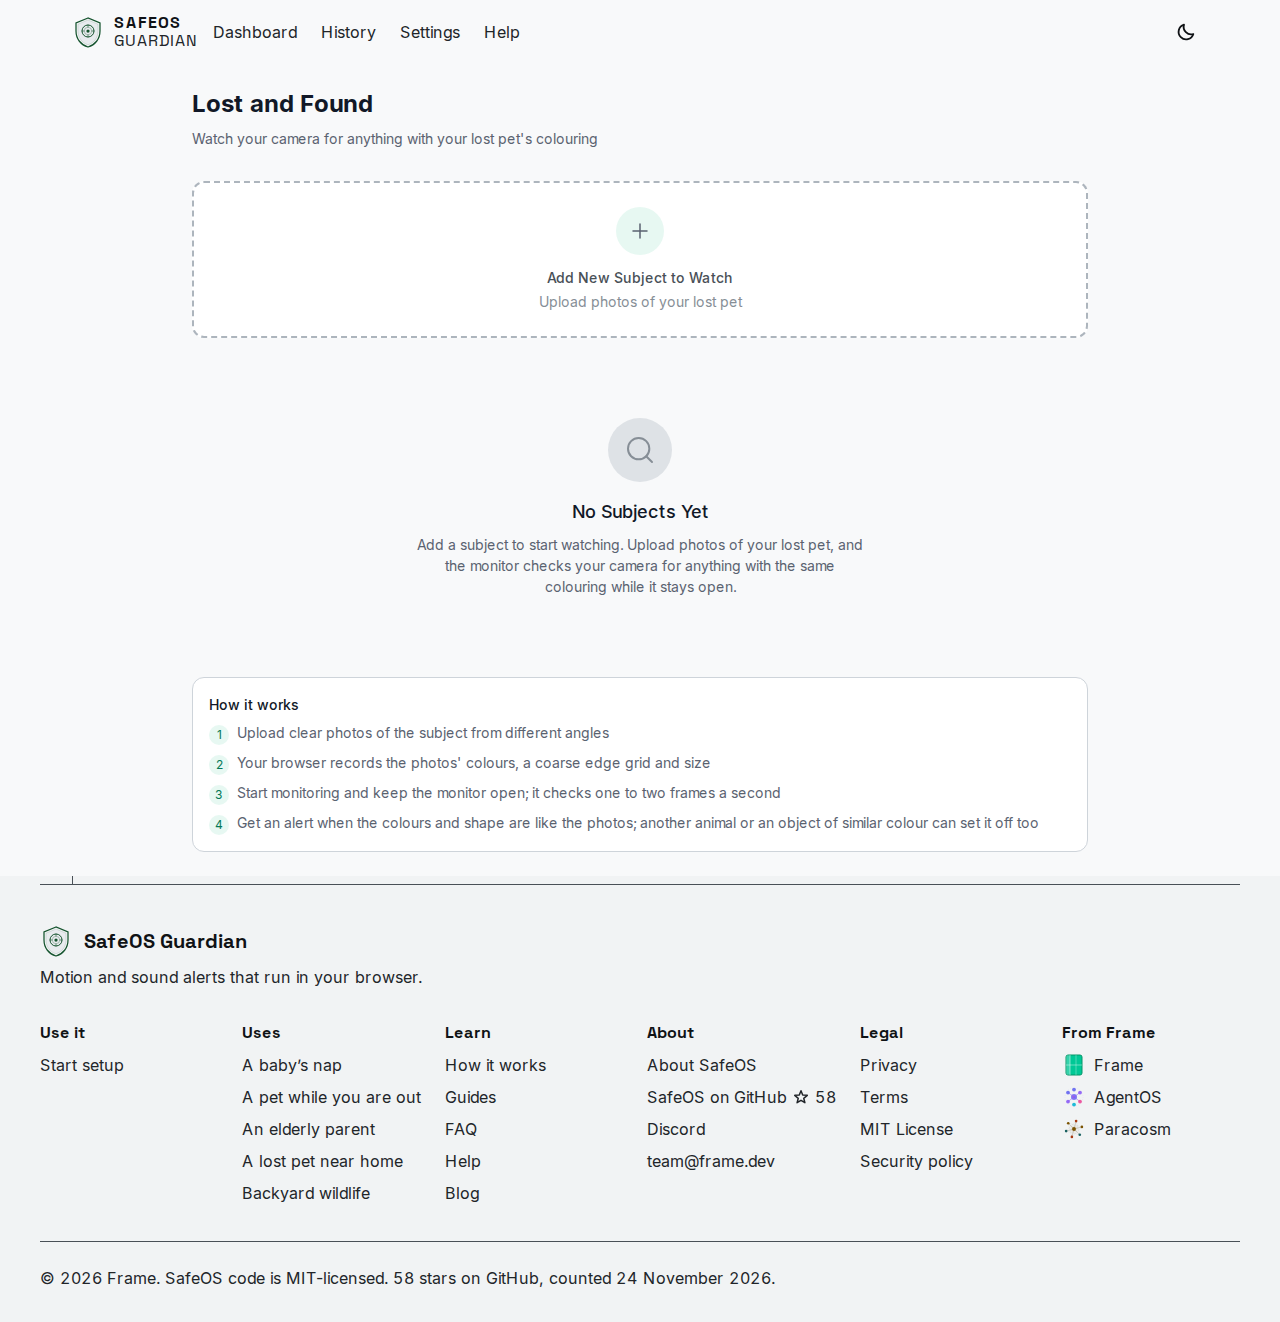 SAFEOS
GUARDIAN
Dashboard History Settings Help
Lost and Found
Watch your camera for anything with your lost pet's colouring
Add New Subject to Watch
Upload photos of your lost pet
No Subjects Yet
Add a subject to start watching. Upload photos of your lost pet, and
the monitor checks your camera for anything with the same
colouring while it stays open.
How it works
1 Upload clear photos of the subject from different angles
2 Your browser records the photos' colours, a coarse edge grid and size
3 Start monitoring and keep the monitor open; it checks one to two frames a second
4 Get an alert when the colours and shape are like the photos; another animal or an object of similar colour can set it off too
SafeOS Guardian
Motion and sound alerts that run in your browser.
Use it
Start setup
Uses
A baby’s nap
A pet while you are out
An elderly parent
A lost pet near home
Backyard wildlife
Learn
How it works
Guides
FAQ
Help
Blog
About
About SafeOS
SafeOS on GitHub ☆ 58
Discord
team@frame.dev
Legal
Privacy
Terms
MIT License
Security policy
From Frame
Frame
AgentOS
Paracosm
© 2026 Frame. SafeOS code is MIT-licensed. 58 stars on GitHub, counted 24 November 2026.